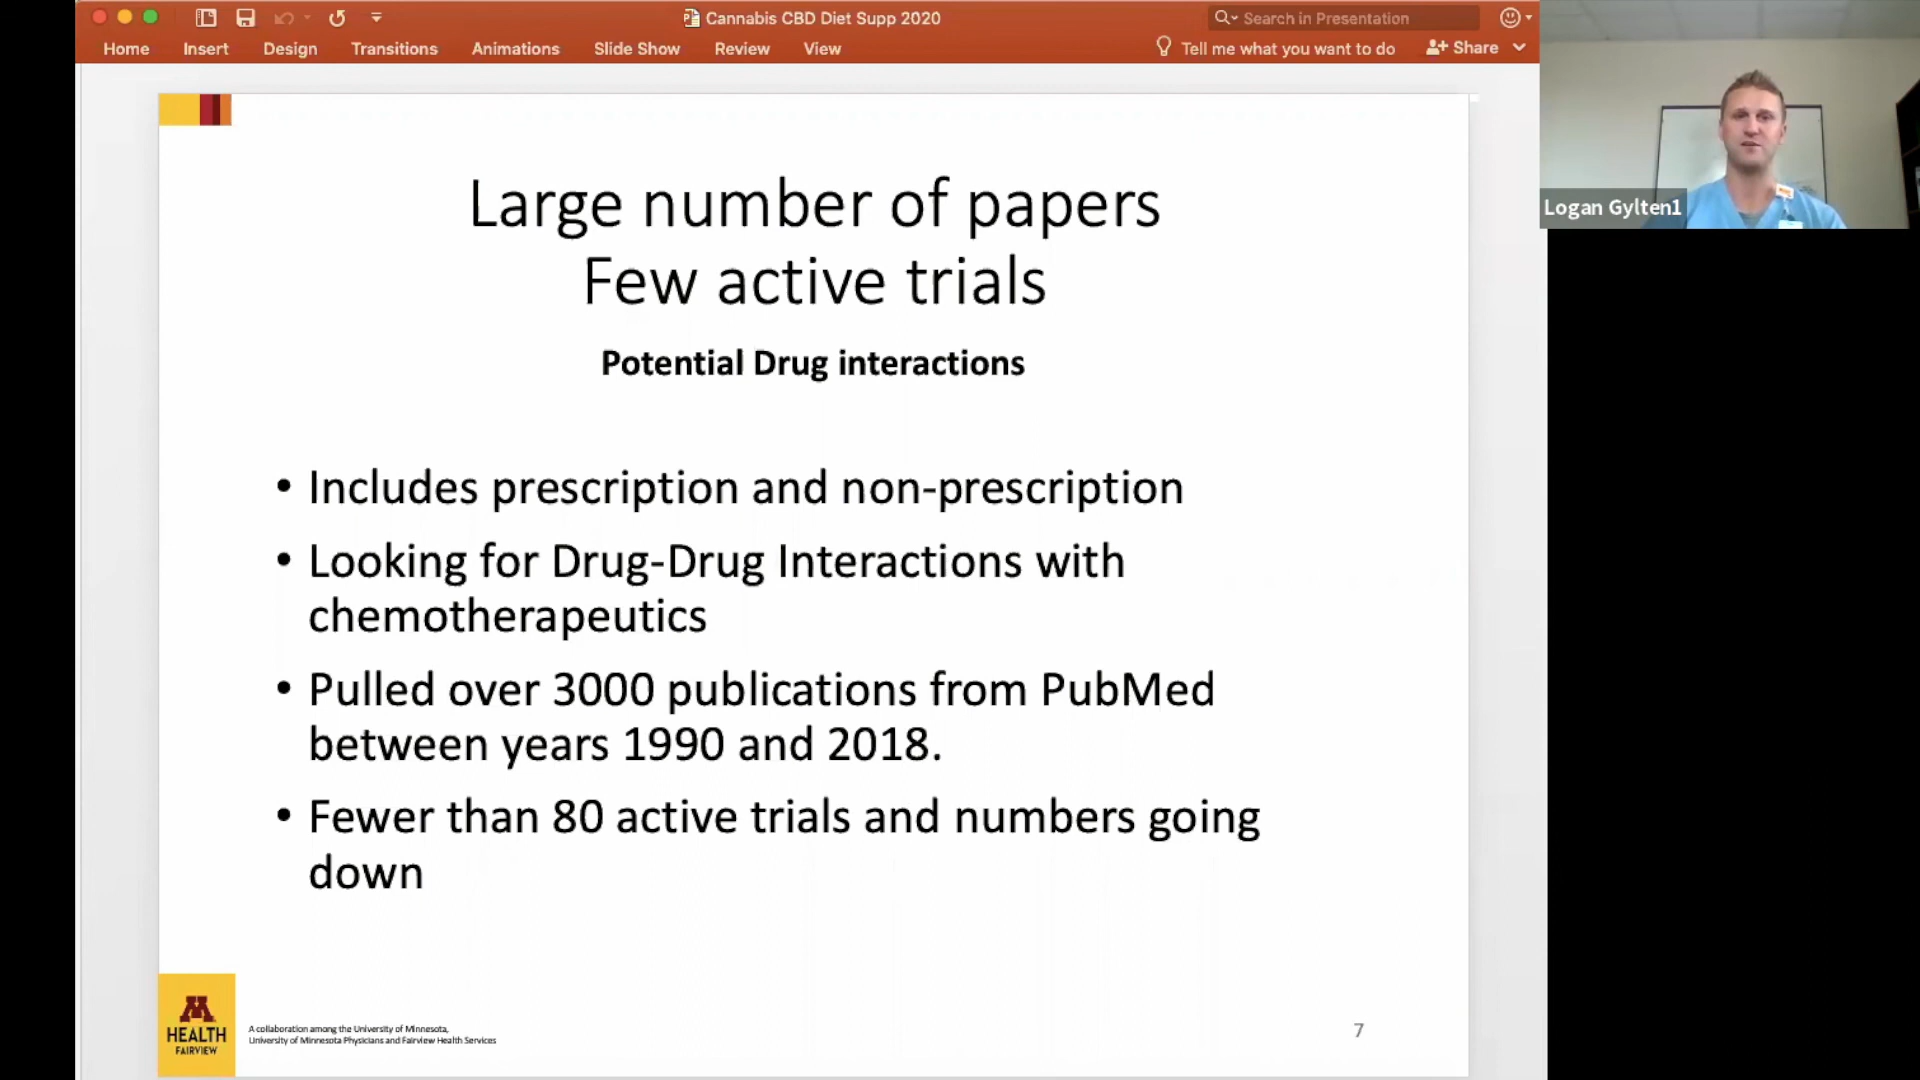 Cannabis CBD Diet Supp 2020
Search in Presentation
Home Insert Design Transitions Animations Slide Show Review View
Tell me what you want to do
Share
Logan Gylten1
Large number of papers
Few active trials
Potential Drug interactions
• Includes prescription and non-prescription
• Looking for Drug-Drug Interactions with
chemotherapeutics
• Pulled over 3000 publications from PubMed
between years 1990 and 2018.
• Fewer than 80 active trials and numbers going
down
M
HEALTH
FAIRVIEW
A collaboration among the University of Minnesota,
University of Minnesota Physicians and Fairview Health Services
7